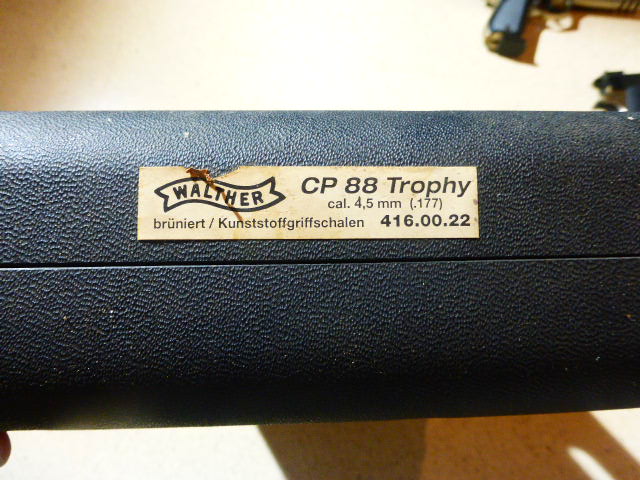 WALTHER
CP 88 Trophy
cal. 4,5 mm (.177)
brüniert / Kunststoffgriffschalen 416.00.22